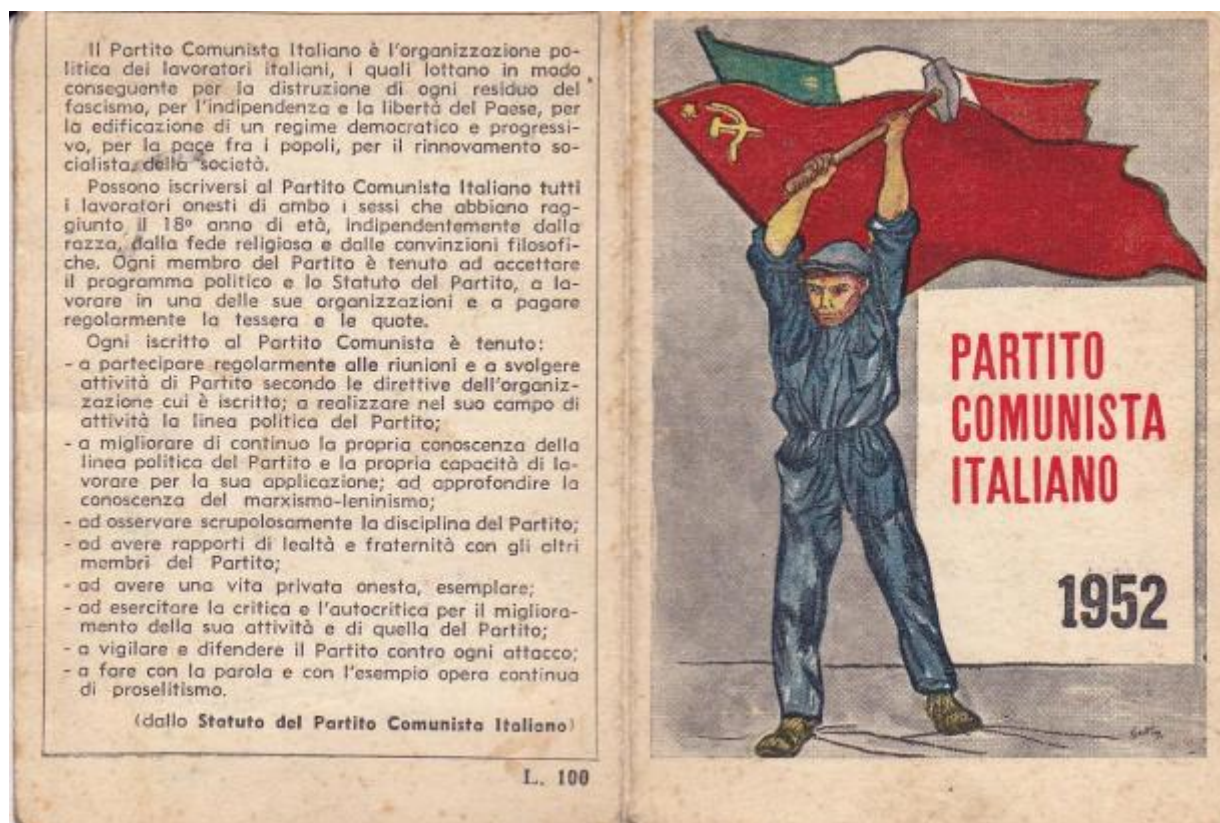 Il Partito Comunista Italiano è l'organizzazione po-
litica dei lavoratori italiani, i quali lottano in modo
conseguente per la distruzione di ogni residuo del
fascismo, per l'indipendenza e la libertà del Paese, per
la edificazione di un regime democratico e progressi-
vo, per la pace fra i popoli, per il rinnovamento so-
cialista della società.
Possono iscriversi al Partito Comunista Italiano tutti
i lavoratori onesti di ambo i sessi che abbiano rag-
giunto il 18º anno di età, indipendentemente dalla
razza, dalla fede religiosa e dalle convinzioni filosofi-
che. Ogni membro del Partito è tenuto ad accettare
il programma politico e lo Statuto del Partito, a la-
vorare in una delle sue organizzazioni e a pagare
regolarmente la tessera e le quote.
Ogni iscritto al Partito Comunista è tenuto:
- a partecipare regolarmente alle riunioni e a svolgere
attività di Partito secondo le direttive dell'organiz-
zazione cui è iscritto; a realizzare nel suo campo di
attività la linea politica del Partito;
- a migliorare di continuo la propria conoscenza della
linea politica del Partito e la propria capacità di la-
vorare per la sua applicazione; ad approfondire la
conoscenza del marxismo-leninismo;
- ad osservare scrupolosamente la disciplina del Partito;
- ad avere rapporti di lealtà e fraternità con gli altri
membri del Partito;
- ad avere una vita privata onesta, esemplare;
- ad esercitare la critica e l'autocritica per il migliora-
mento della sua attività e di quella del Partito;
- a vigilare e difendere il Partito contro ogni attacco;
- a fare con la parola e con l'esempio opera continua
di proselitismo.
(dallo Statuto del Partito Comunista Italiano)
L. 100
PARTITO
COMUNISTA
ITALIANO
1952